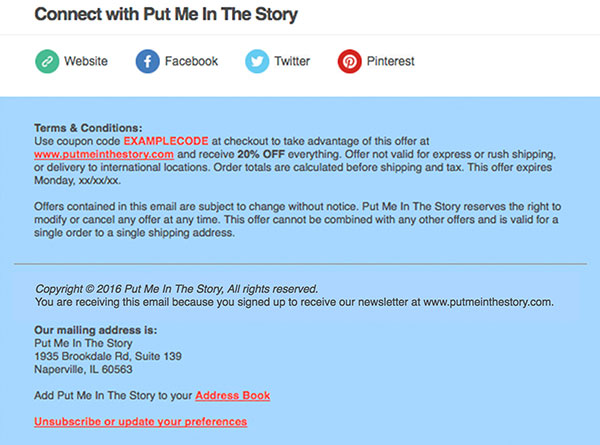 Connect with Put Me In The Story
Website Facebook Twitter Pinterest
Terms & Conditions:
Use coupon code EXAMPLECODE at checkout to take advantage of this offer at
www.putmeinthestory.com and receive 20% OFF everything. Offer not valid for express or rush shipping,
or delivery to international locations. Order totals are calculated before shipping and tax. This offer expires
Monday, xx/xx/xx.
Offers contained in this email are subject to change without notice. Put Me In The Story reserves the right to
modify or cancel any offer at any time. This offer cannot be combined with any other offers and is valid for a
single order to a single shipping address.
Copyright © 2016 Put Me In The Story, All rights reserved.
You are receiving this email because you signed up to receive our newsletter at www.putmeinthestory.com.
Our mailing address is:
Put Me In The Story
1935 Brookdale Rd, Suite 139
Naperville, IL 60563
Add Put Me In The Story to your Address Book
Unsubscribe or update your preferences